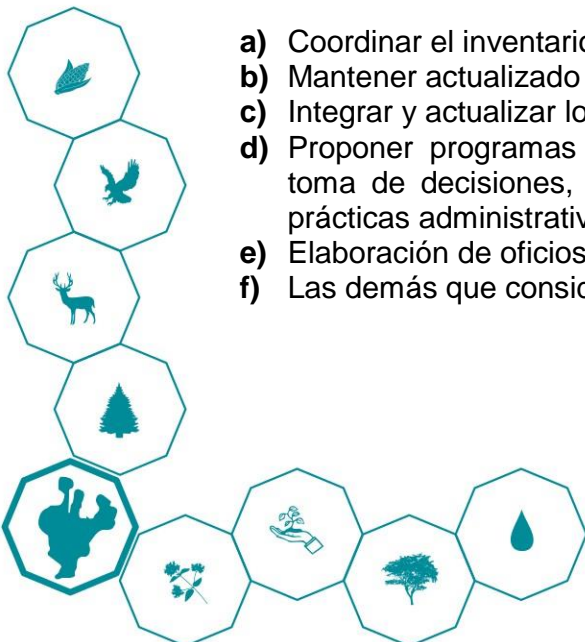 a) Coordinar el inventario
b) Mantener actualizado
c) Integrar y actualizar lo
d) Proponer programas
toma de decisiones,
prácticas administrativ
e) Elaboración de oficios
f) Las demás que consid